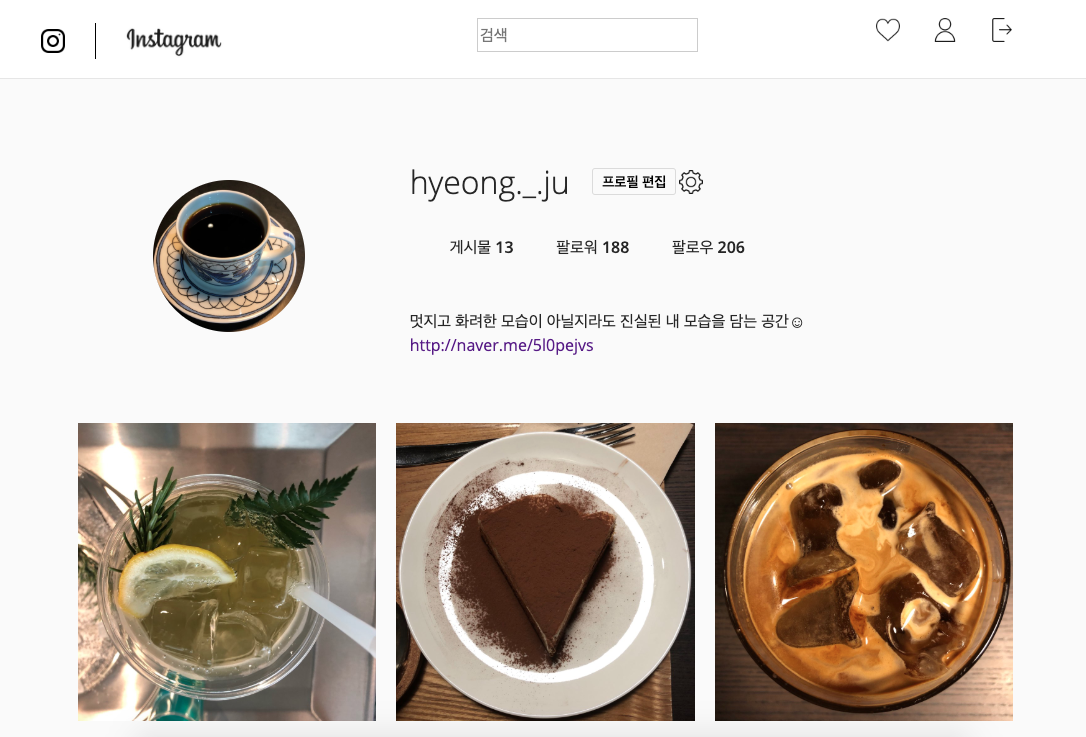 Instagram
검색
hyeong._.ju 프로필 편집
게시물 13 팔로워 188 팔로우 206
멋지고 화려한 모습이 아닐지라도 진실된 내 모습을 담는 공간☺
http://naver.me/5l0pejvs